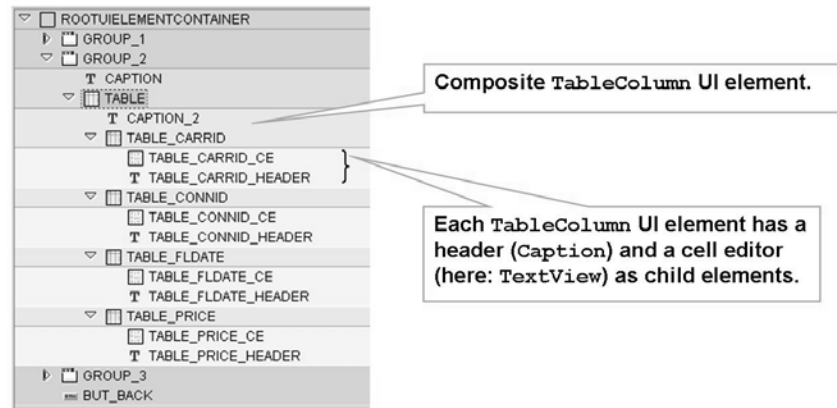 ROOTUIELEMENTCONTAINER
GROUP_1
GROUP_2
T CAPTION
TABLE
T CAPTION_2
TABLE_CARRID
TABLE_CARRID_CE
T TABLE_CARRID_HEADER
TABLE_CONNID
TABLE_CONNID_CE
T TABLE_CONNID_HEADER
TABLE_FLDATE
TABLE_FLDATE_CE
T TABLE_FLDATE_HEADER
TABLE_PRICE
TABLE_PRICE_CE
T TABLE_PRICE_HEADER
GROUP_3
BUT_BACK
Composite TableColumn UI element.
Each TableColumn UI element has a
header (Caption) and a cell editor
(here: TextView) as child elements.